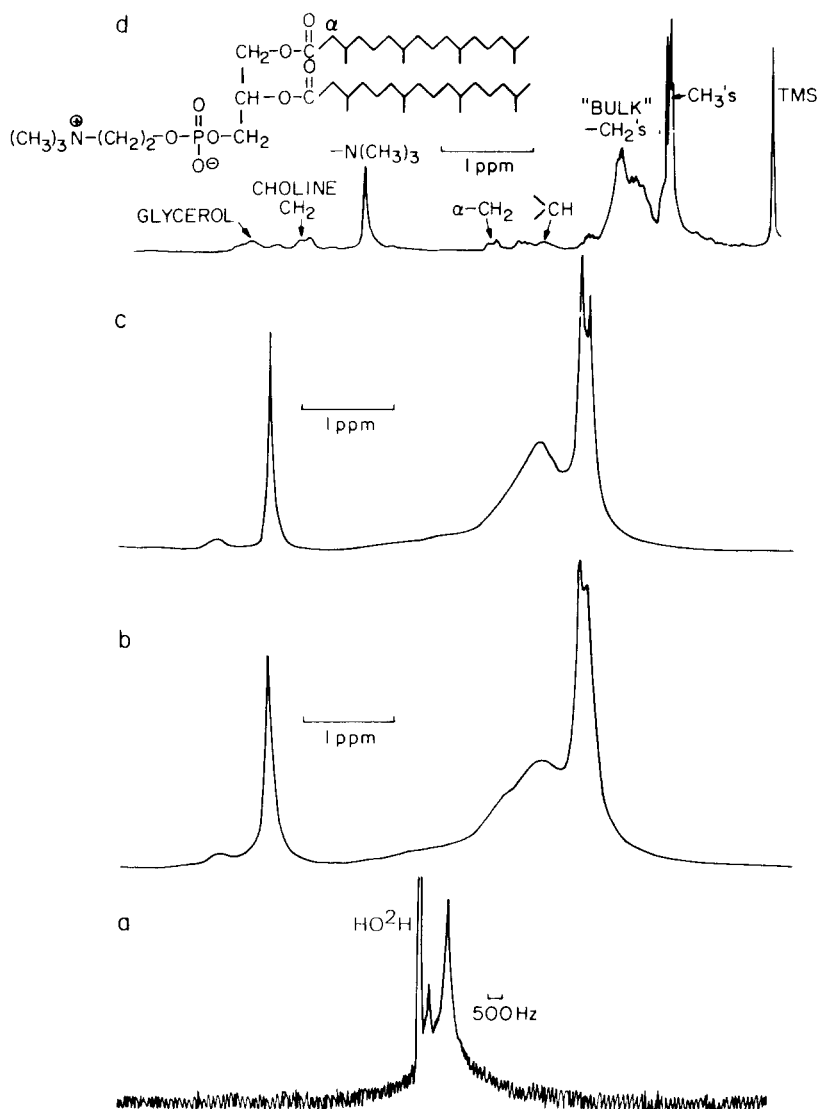 d
α
O
CH₂–O–C
O
CH–O–C
O
(CH₃)₃N–(CH₂)₂–O–P–O–CH₂
⊕
O⊖
–N(CH₃)₃
1 ppm
"BULK"
–CH₂'s
CH₃'s
TMS
GLYCEROL
CHOLINE
CH₂
α–CH₂
>CH
c
1 ppm
b
1 ppm
a
HO²H
500 Hz